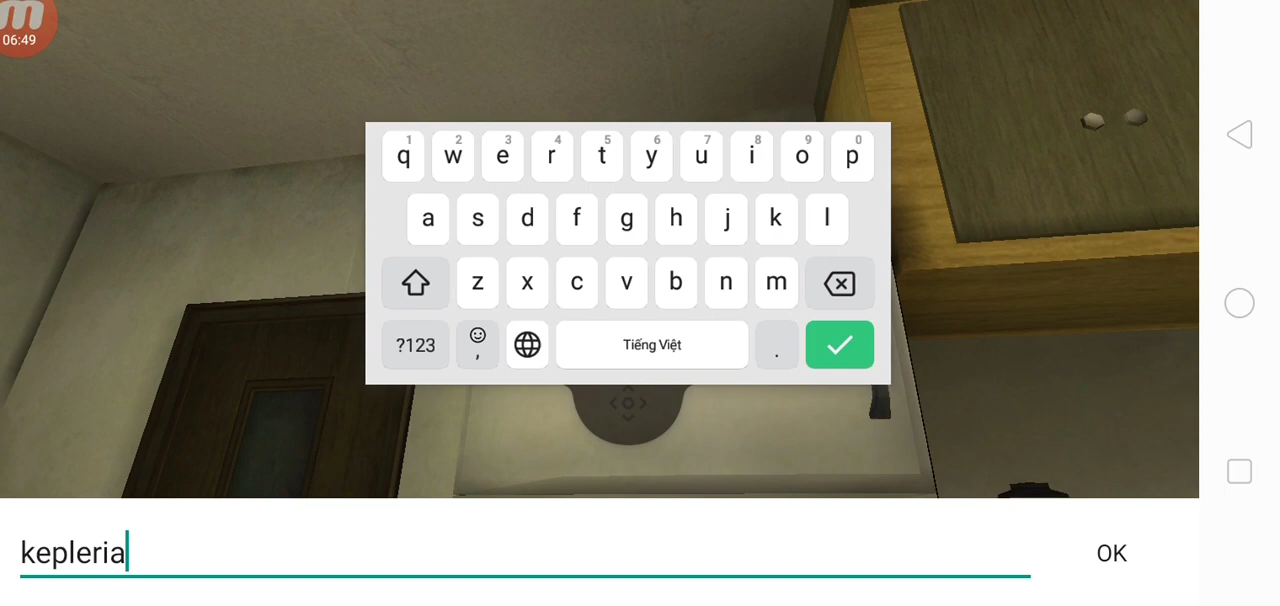 m
06:49
1 2 3 4 5 6 7 8 9 0
q w e r t y u i o p
a s d f g h j k l
z x c v b n m
?123 , Tiếng Việt .
kepleria OK